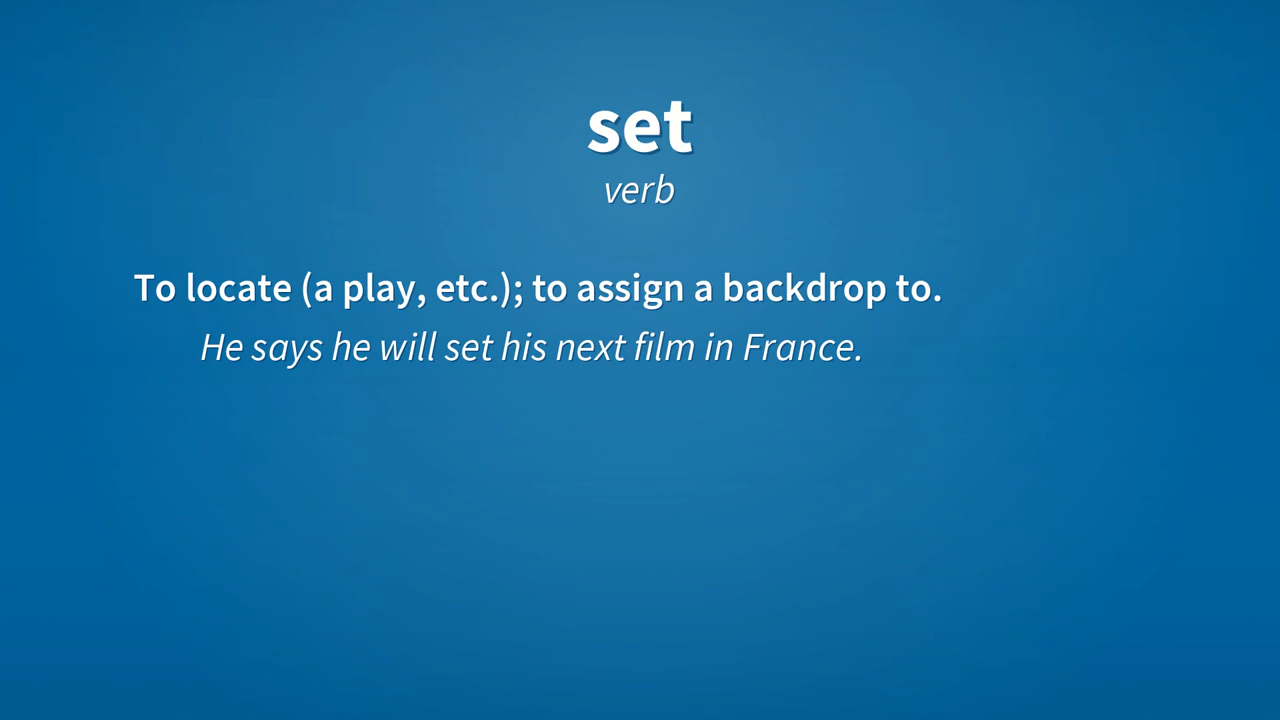 set
verb
To locate (a play, etc.); to assign a backdrop to.
He says he will set his next film in France.